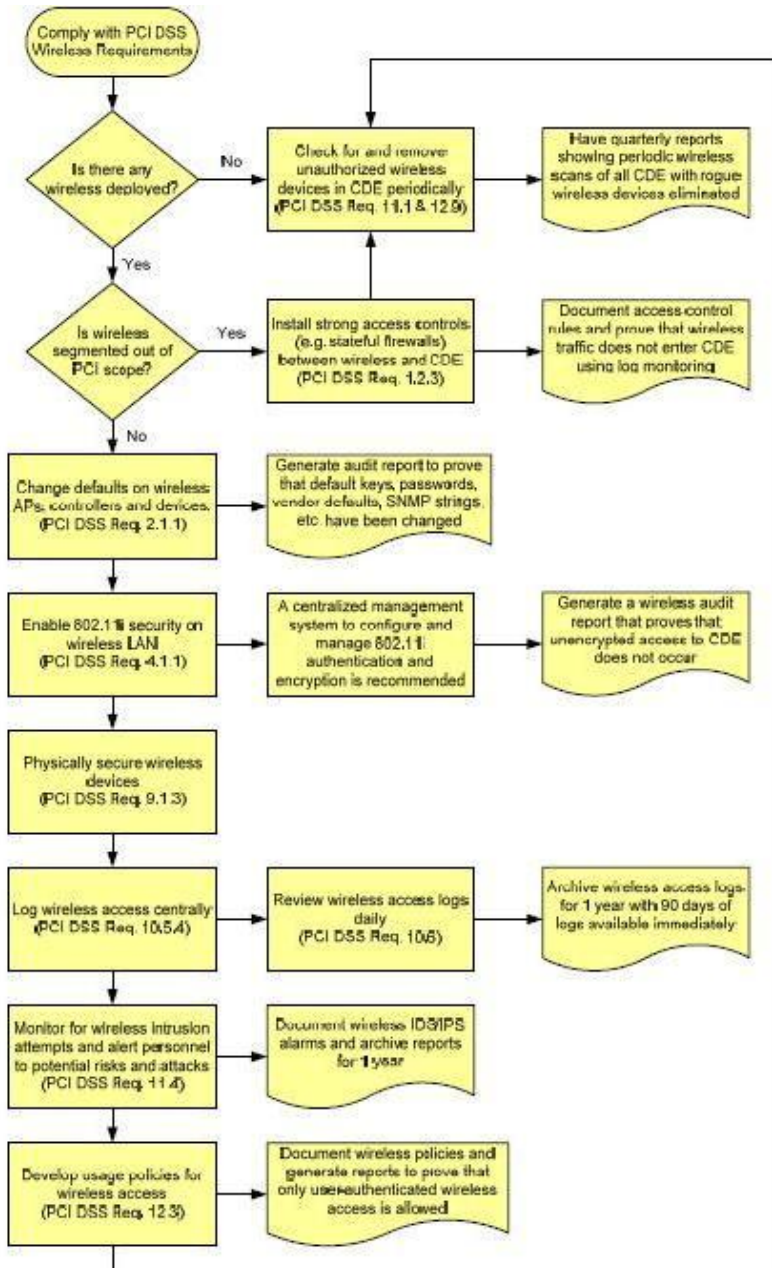 Comply with PCI DSS
Wireless Requirements
Is there any
wireless deployed?
No
Check for and remover
unauthorized wireless
devices in CDE periodically
(PCI DSS Req. 11.1 & 12.9)
Have quarterly reports
showing periodic wireless
scans of all CDE with rogue
wireless devices eliminated
Yes
Is wireless
segmented out of
PCI scope?
Yes
Install strong access controls
(e.g. stateful firewalls)
between wireless and CDE
(PCI DSS Req. 1.2.3)
Document access control
rules and prove that wireless
traffic does not enter CDE
using log monitoring
No
Change defaults on wireless
APs, controllers and devices.
(PCI DSS Req. 2.1.1)
Generate audit report to prove
that default keys, passwords,
vendor defaults, SNMP strings,
etc. have been changed
Enable 802.11i security on
wireless LAN
(PCI DSS Req. 4.1.1)
A centralized management
system to configure and
manage 802.11i
authentication and
encryption is recommended
Generate a wireless audit
report that proves that
unencrypted access to CDE
does not occur
Physically secure wireless
devices
(PCI DSS Req. 9.1.3)
Log wireless access centrally
(PCI DSS Req. 10.5.4)
Review wireless access logs
daily
(PCI DSS Req. 10.6)
Archive wireless access logs
for 1 year with 90 days of
logs available immediately
Monitor for wireless intrusion
attempts and alert personnel
to potential risks and attacks
(PCI DSS Req. 11.4)
Document wireless IDS/IPS
alarms and archive reports
for 1 year
Develop usage policies for
wireless access
(PCI DSS Req. 12.3)
Document wireless policies and
generate reports to prove that
only user-authenticated wireless
access is allowed